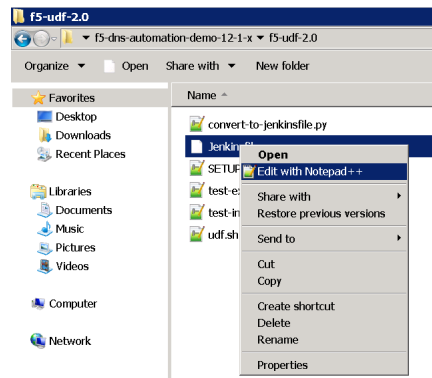 f5-udf-2.0
f5-dns-automation-demo-12-1-x f5-udf-2.0
Organize Open Share with New folder
Favorites
Desktop
Downloads
Recent Places
Libraries
Documents
Music
Pictures
Videos
Computer
Network
Name
convert-to-jenkinsfile.py
Jenkinsfile
SETUP
test-ex
test-in
udf.sh
Open
Edit with Notepad++
Share with
Restore previous versions
Send to
Cut
Copy
Create shortcut
Delete
Rename
Properties